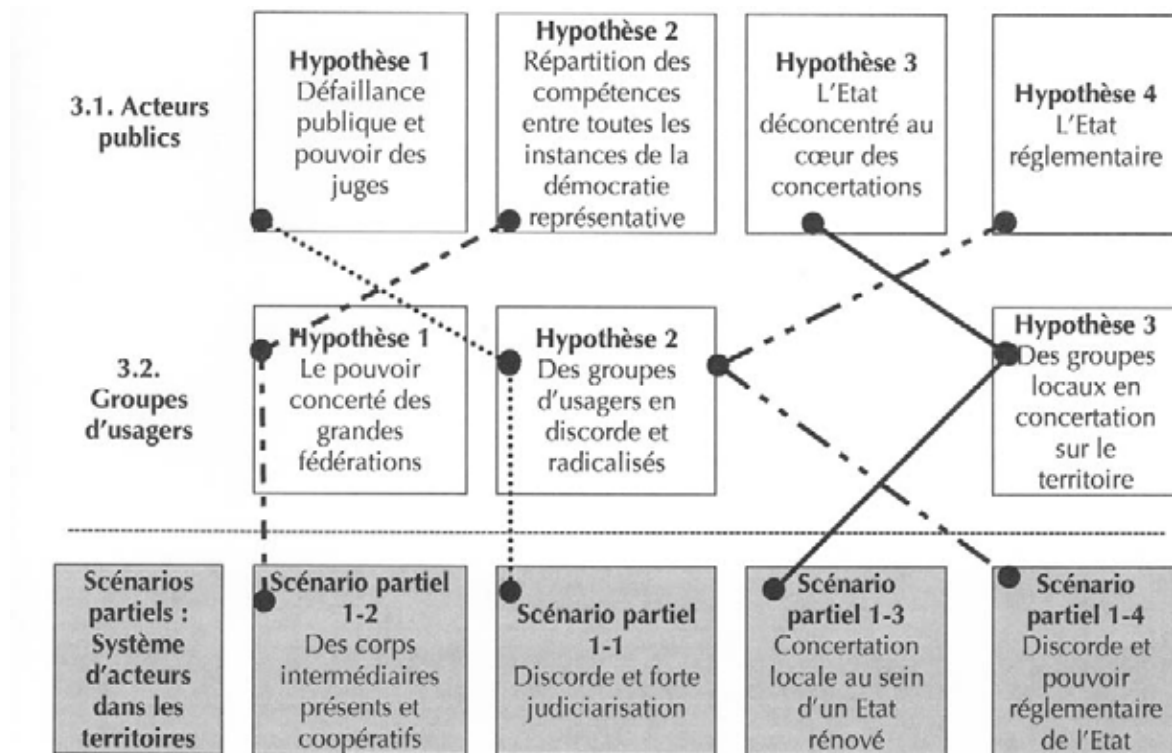 3.1. Acteurs
publics
Hypothèse 1
Défaillance
publique et
pouvoir des
juges
Hypothèse 2
Répartition des
compétences
entre toutes les
instances de la
démocratie
représentative
Hypothèse 3
L'Etat
déconcentré au
cœur des
concertations
Hypothèse 4
L'Etat
réglementaire
3.2.
Groupes
d'usagers
Hypothèse 1
Le pouvoir
concerté des
grandes
fédérations
Hypothèse 2
Des groupes
d'usagers en
discorde et
radicalisés
Hypothèse 3
Des groupes
locaux en
concertation
sur le
territoire
Scénarios
partiels :
Système
d'acteurs
dans les
territoires
Scénario partiel
1-2
Des corps
intermédiaires
présents et
coopératifs
Scénario partiel
1-1
Discorde et forte
judiciarisation
Scénario
partiel 1-3
Concertation
locale au sein
d'un Etat
rénové
Scénario
partiel 1-4
Discorde et
pouvoir
réglementaire
de l'Etat